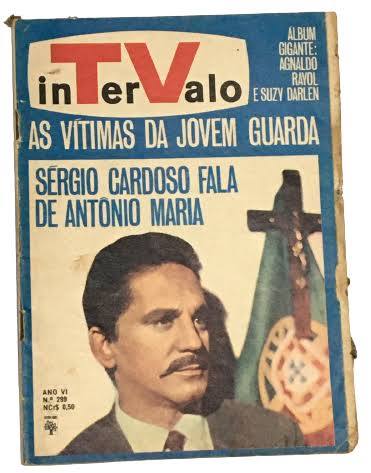 inTerValo
ÁLBUM
GIGANTE:
AGNALDO
RAYOL
E SUZY DARLEN
AS VÍTIMAS DA JOVEM GUARDA
SÉRGIO CARDOSO FALA
DE ANTÔNIO MARIA
ANO VI
N.º 299
NCr$ 0,50